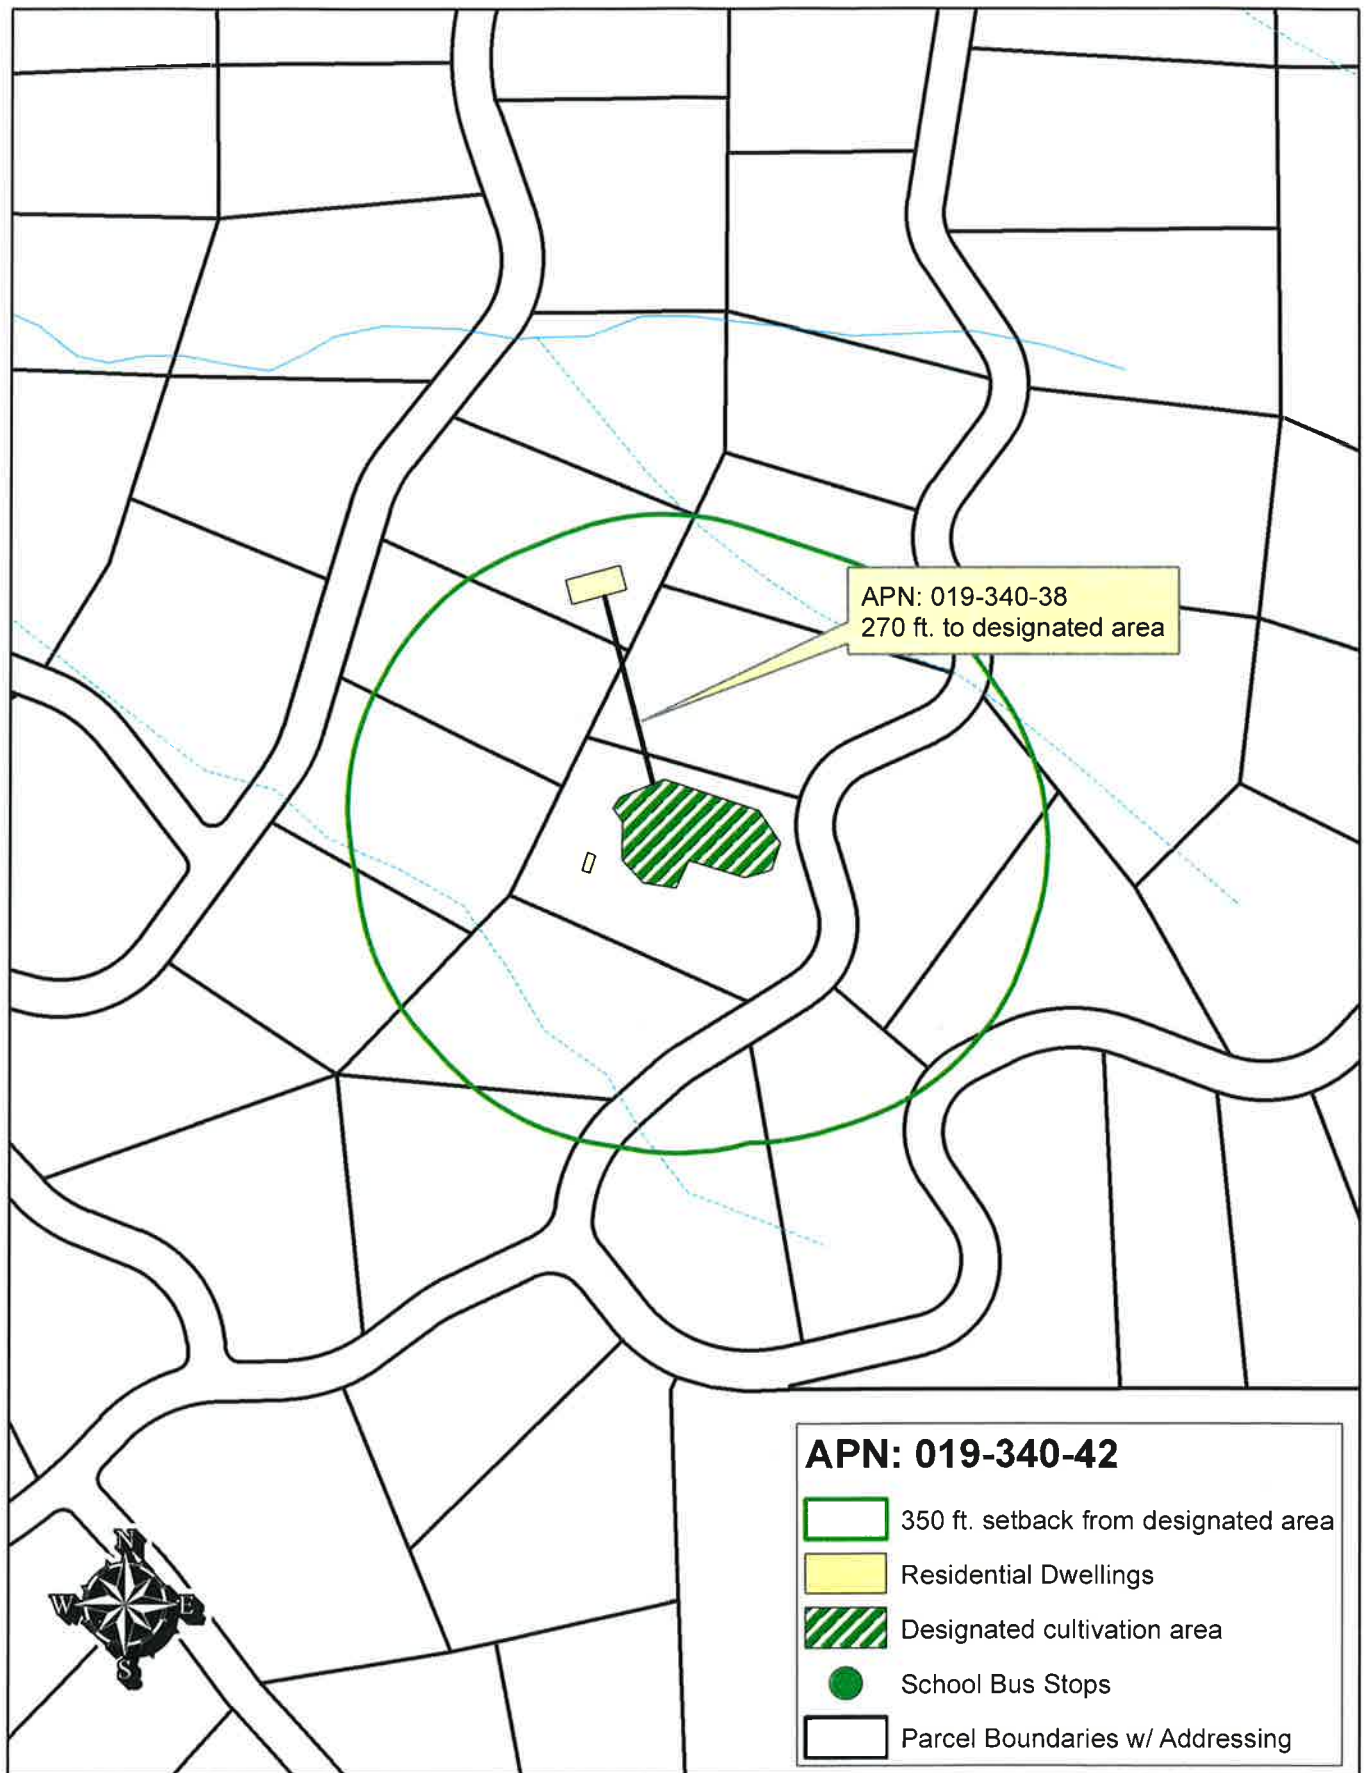 APN: 019-340-38
270 ft. to designated area
APN: 019-340-42
350 ft. setback from designated area
Residential Dwellings
Designated cultivation area
School Bus Stops
Parcel Boundaries w/ Addressing
N
W
E
S